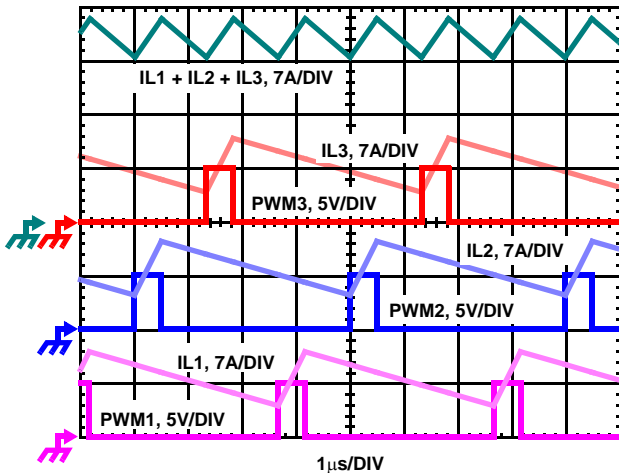 IL1 + IL2 + IL3, 7A/DIV
IL3, 7A/DIV
PWM3, 5V/DIV
IL2, 7A/DIV
PWM2, 5V/DIV
IL1, 7A/DIV
PWM1, 5V/DIV
1μs/DIV